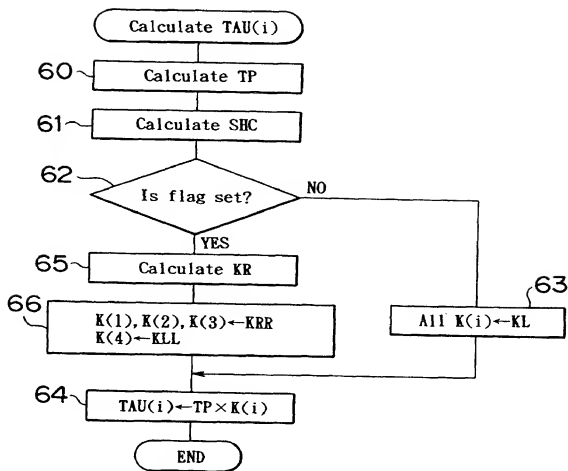 Calculate TAU(i)
60
Calculate TP
61
Calculate SHC
62
Is flag set?
NO
YES
65
Calculate KR
63
All K(i)←KL
66
K(1), K(2), K(3)←KRR
K(4)←KLL
64
TAU(i)←TP×K(i)
END